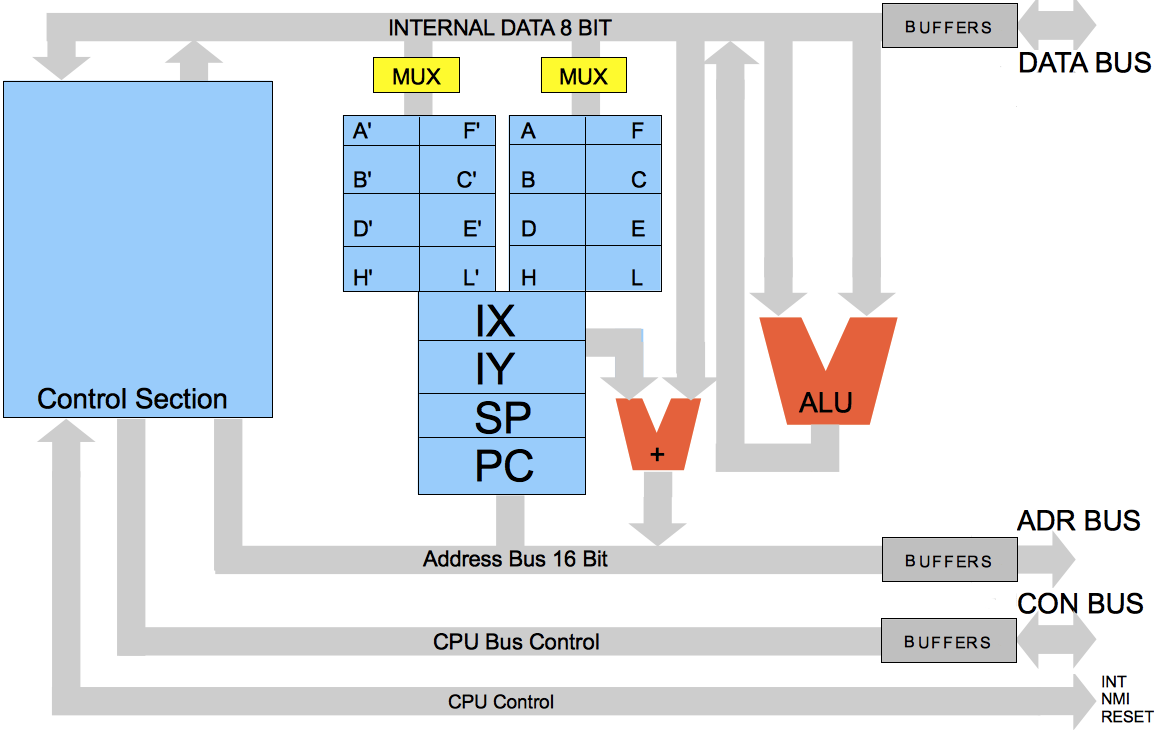 INTERNAL DATA 8 BIT
BUFFERS
DATA BUS
MUX
MUX
A' F'
B' C'
D' E'
H' L'
A F
B C
D E
H L
IX
IY
SP
PC
Control Section
+
ALU
ADR BUS
Address Bus 16 Bit
BUFFERS
CON BUS
CPU Bus Control
BUFFERS
CPU Control
INT
NMI
RESET